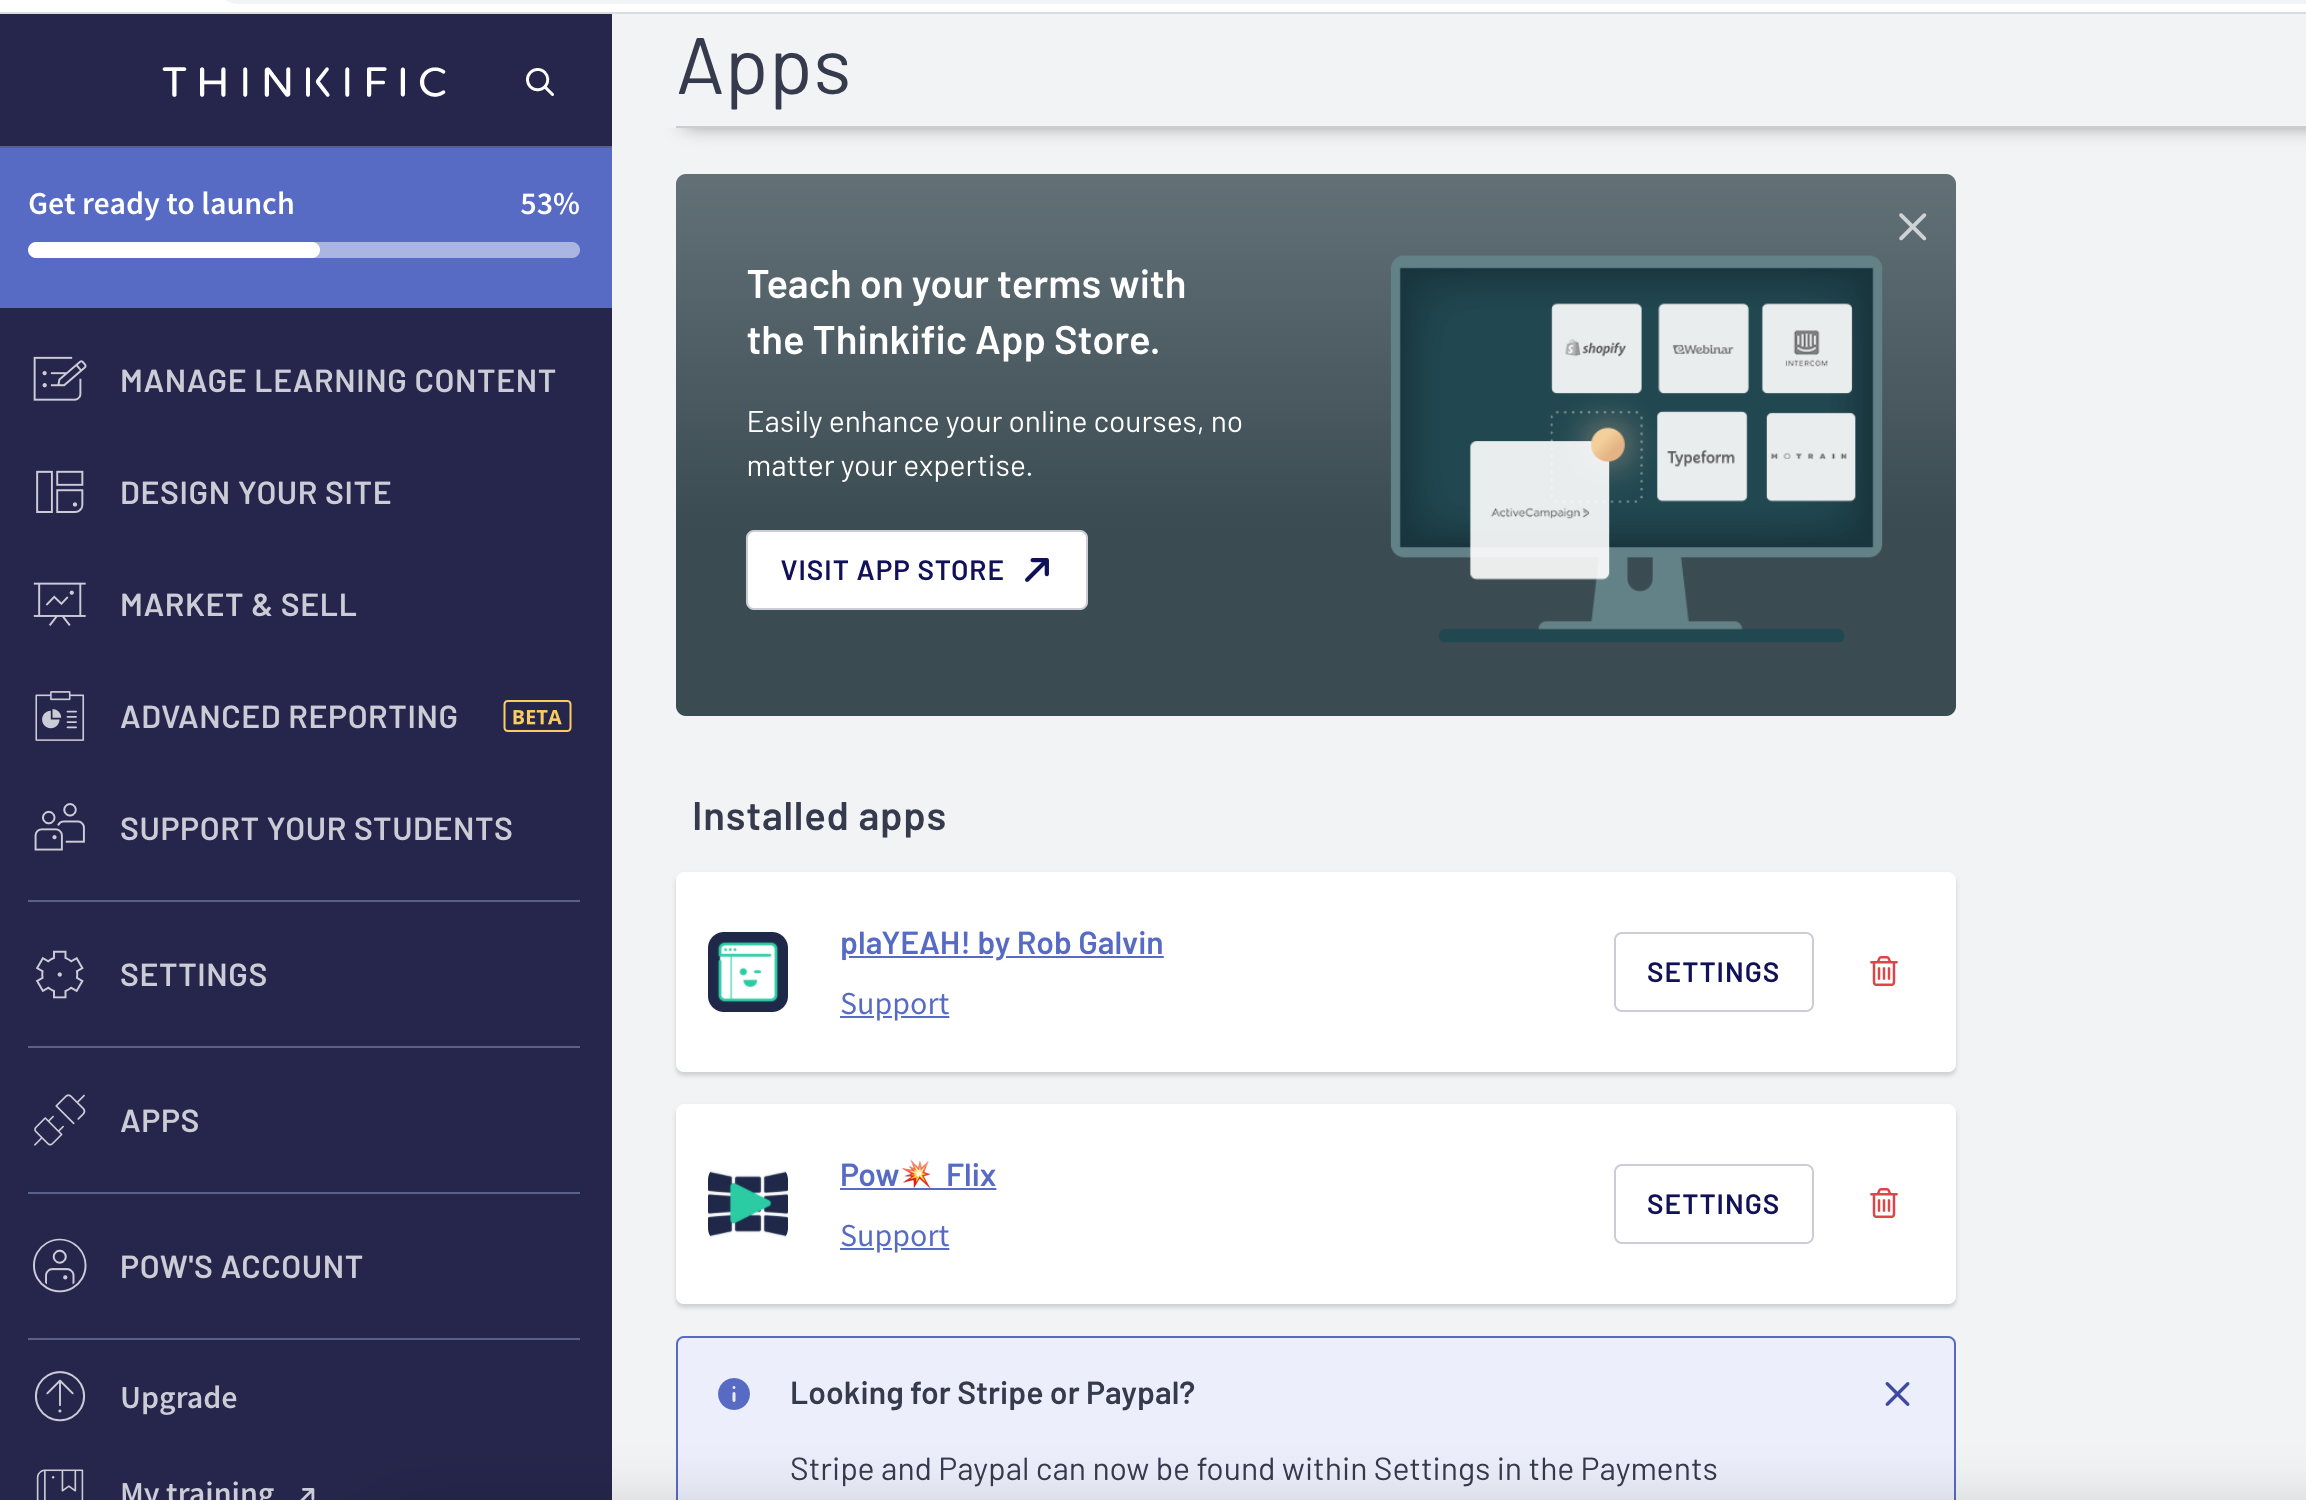 THINKIFIC
Get ready to launch 53%
MANAGE LEARNING CONTENT
DESIGN YOUR SITE
MARKET & SELL
ADVANCED REPORTING BETA
SUPPORT YOUR STUDENTS
SETTINGS
APPS
POW'S ACCOUNT
Upgrade
My training
Apps
Teach on your terms with
the Thinkific App Store.
Easily enhance your online courses, no
matter your expertise.
VISIT APP STORE
shopify
eWebinar
INTERCOM
ActiveCampaign >
Typeform
MOTRAIN
Installed apps
plaYEAH! by Rob Galvin
Support
SETTINGS
Pow💥 Flix
Support
SETTINGS
Looking for Stripe or Paypal?
Stripe and Paypal can now be found within Settings in the Payments